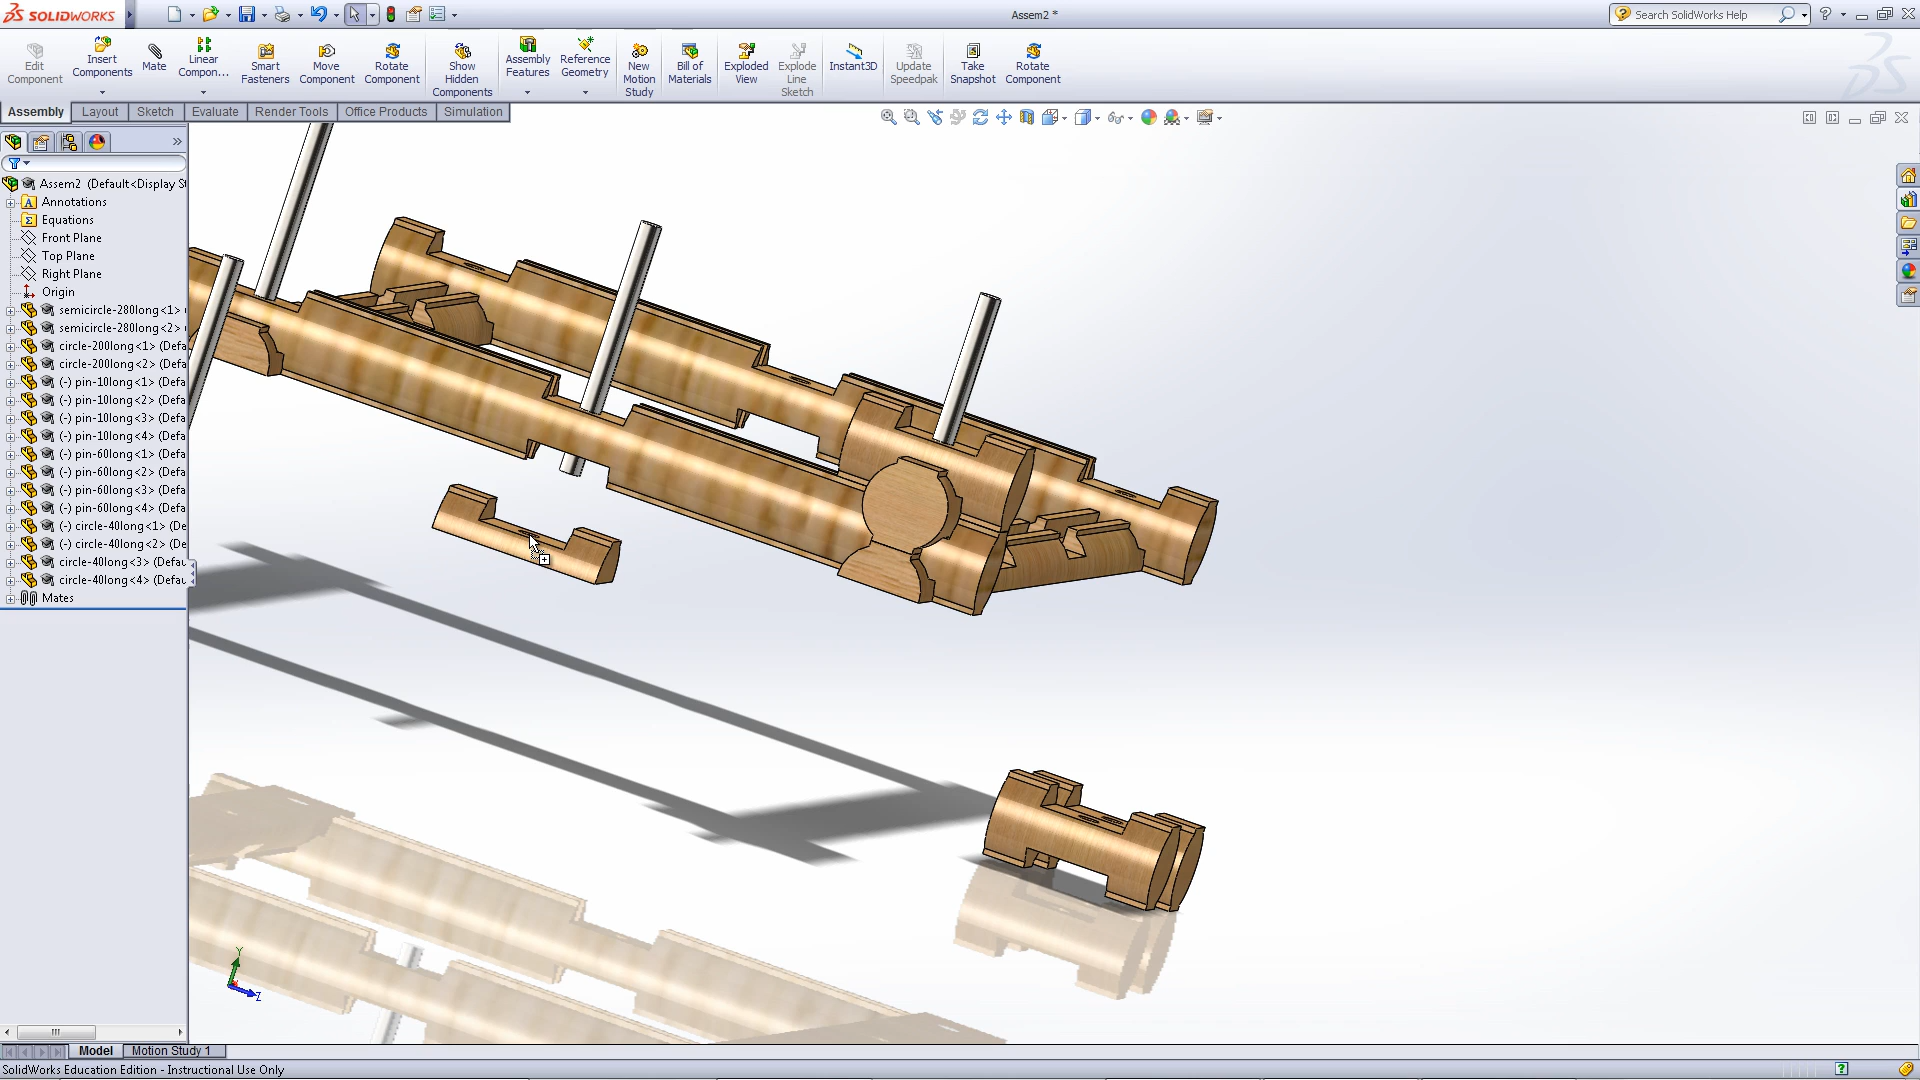 SOLIDWORKS
Assem2 *
Search SolidWorks Help
Edit
Component
Insert
Components
Mate
Linear
Compon...
Smart
Fasteners
Move
Component
Rotate
Component
Show
Hidden
Components
Assembly
Features
Reference
Geometry
New
Motion
Study
Bill of
Materials
Exploded
View
Explode
Line
Sketch
Instant3D
Update
Speedpak
Take
Snapshot
Rotate
Component
Assembly
Layout
Sketch
Evaluate
Render Tools
Office Products
Simulation
Assem2 (Default<Display St
Annotations
Equations
Front Plane
Top Plane
Right Plane
Origin
semicircle-280long<1>
semicircle-280long<2>
circle-200long<1> (Defa
circle-200long<2> (Defa
(-) pin-10long<1> (Defa
(-) pin-10long<2> (Defa
(-) pin-10long<3> (Defa
(-) pin-10long<4> (Defa
(-) pin-60long<1> (Defa
(-) pin-60long<2> (Defa
(-) pin-60long<3> (Defa
(-) pin-60long<4> (Defa
(-) circle-40long<1> (De
(-) circle-40long<2> (De
circle-40long<3> (Defau
circle-40long<4> (Defau
Mates
Y
Z
Model
Motion Study 1
SolidWorks Education Edition - Instructional Use Only